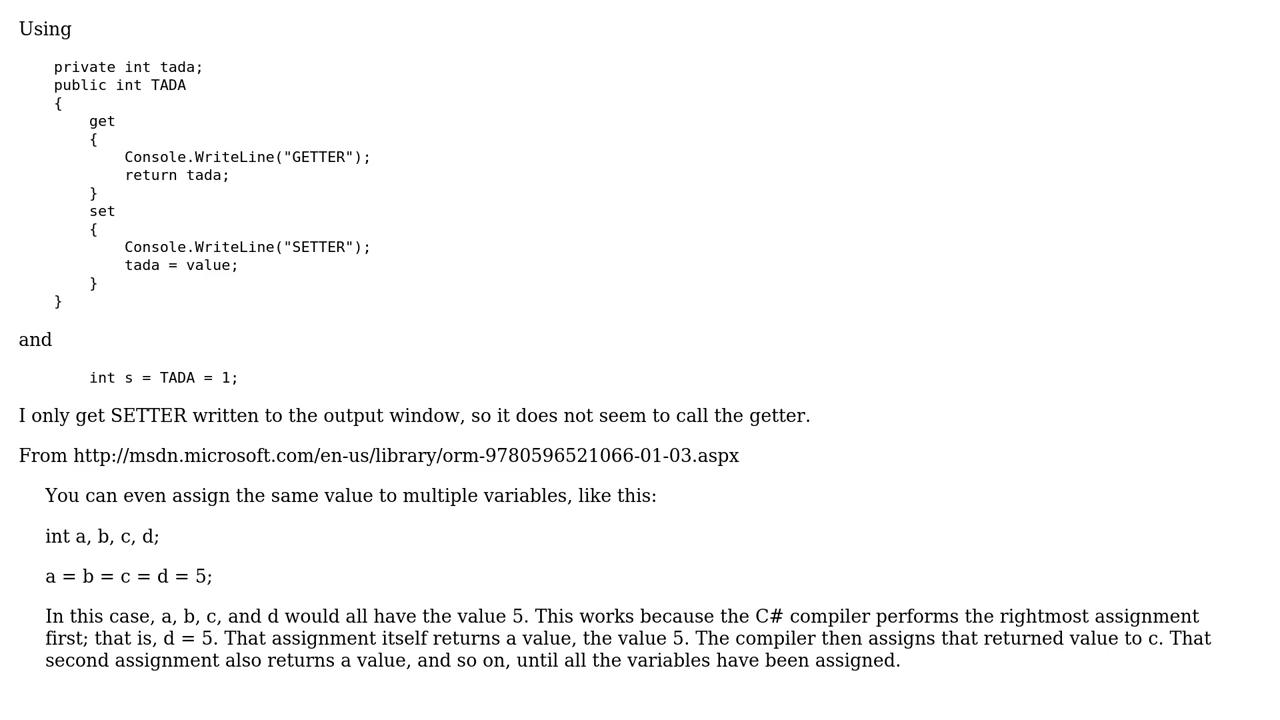 Using
private int tada;
public int TADA
{
get
{
Console.WriteLine("GETTER");
return tada;
}
set
{
Console.WriteLine("SETTER");
tada = value;
}
}
and
int s = TADA = 1;
I only get SETTER written to the output window, so it does not seem to call the getter.
From http://msdn.microsoft.com/en-us/library/orm-9780596521066-01-03.aspx
You can even assign the same value to multiple variables, like this:
int a, b, c, d;
a = b = c = d = 5;
In this case, a, b, c, and d would all have the value 5. This works because the C# compiler performs the rightmost assignment
first; that is, d = 5. That assignment itself returns a value, the value 5. The compiler then assigns that returned value to c. That
second assignment also returns a value, and so on, until all the variables have been assigned.